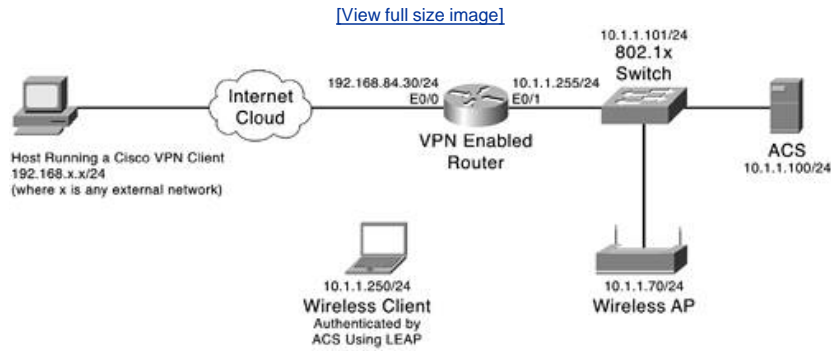 [View full size image]
10.1.1.101/24
802.1x
Switch
192.168.84.30/24
E0/0
10.1.1.255/24
E0/1
Internet
Cloud
VPN Enabled
Router
ACS
10.1.1.100/24
Host Running a Cisco VPN Client
192.168.x.x/24
(where x is any external network)
10.1.1.250/24
Wireless Client
Authenticated by
ACS Using LEAP
10.1.1.70/24
Wireless AP